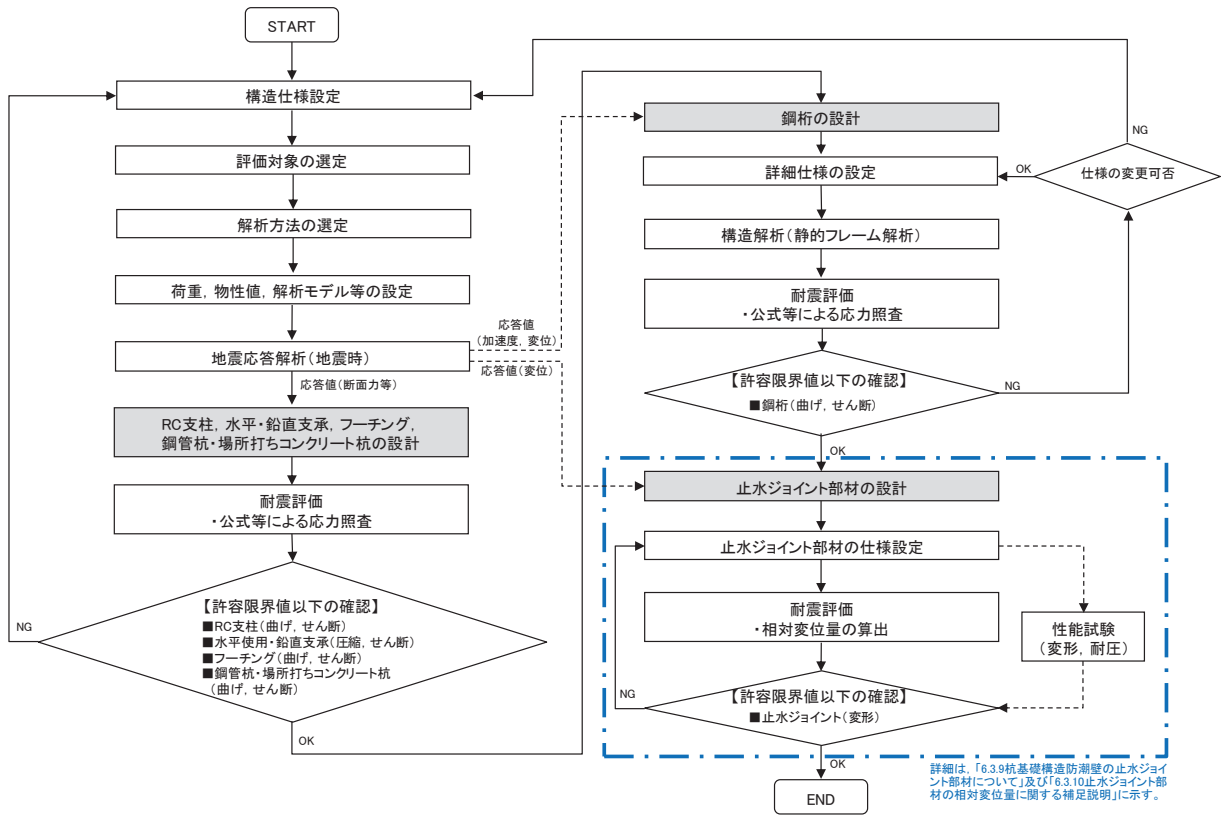 START
構造仕様設定
評価対象の選定
解析方法の選定
荷重，物性値，解析モデル等の設定
地震応答解析（地震時）
応答値
（加速度，変位）
応答値（変位）
応答値（断面力等）
RC支柱，水平・鉛直支承，フーチング，
鋼管杭・場所打ちコンクリート杭の設計
耐震評価
・公式等による応力照査
【許容限界値以下の確認】
■RC支柱（曲げ，せん断）
■水平使用・鉛直支承（圧縮，せん断）
■フーチング（曲げ，せん断）
■鋼管杭・場所打ちコンクリート杭
（曲げ，せん断）
NG
OK
鋼桁の設計
詳細仕様の設定
OK
仕様の変更可否
NG
構造解析（静的フレーム解析）
耐震評価
・公式等による応力照査
【許容限界値以下の確認】
■鋼桁（曲げ，せん断）
NG
OK
止水ジョイント部材の設計
止水ジョイント部材の仕様設定
耐震評価
・相対変位量の算出
性能試験
（変形，耐圧）
【許容限界値以下の確認】
■止水ジョイント（変形）
NG
OK
END
詳細は，「6.3.9杭基礎構造防潮壁の止水ジョイ
ント部材について」及び「6.3.10止水ジョイント部
材の相対変位量に関する補足説明」に示す。